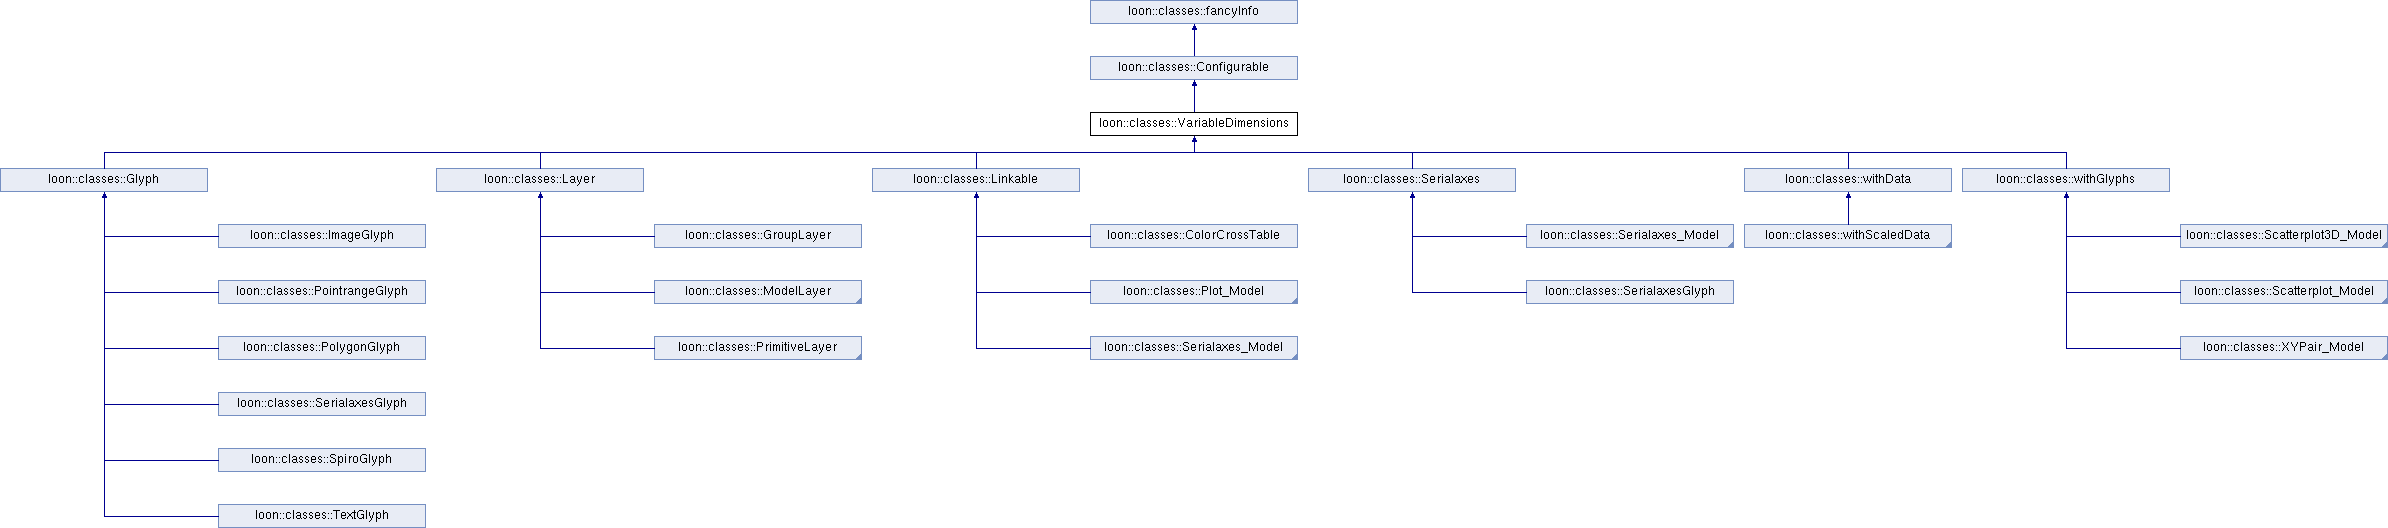 loon::classes::fancyInfo
loon::classes::Configurable
loon::classes::VariableDimensions
loon::classes::Glyph
loon::classes::Layer
loon::classes::Linkable
loon::classes::Serialaxes
loon::classes::withData
loon::classes::withGlyphs
loon::classes::ImageGlyph
loon::classes::GroupLayer
loon::classes::ColorCrossTable
loon::classes::Serialaxes_Model
loon::classes::withScaledData
loon::classes::Scatterplot3D_Model
loon::classes::PointrangeGlyph
loon::classes::ModelLayer
loon::classes::Plot_Model
loon::classes::SerialaxesGlyph
loon::classes::Scatterplot_Model
loon::classes::PolygonGlyph
loon::classes::PrimitiveLayer
loon::classes::Serialaxes_Model
loon::classes::XYPair_Model
loon::classes::SerialaxesGlyph
loon::classes::SpiroGlyph
loon::classes::TextGlyph